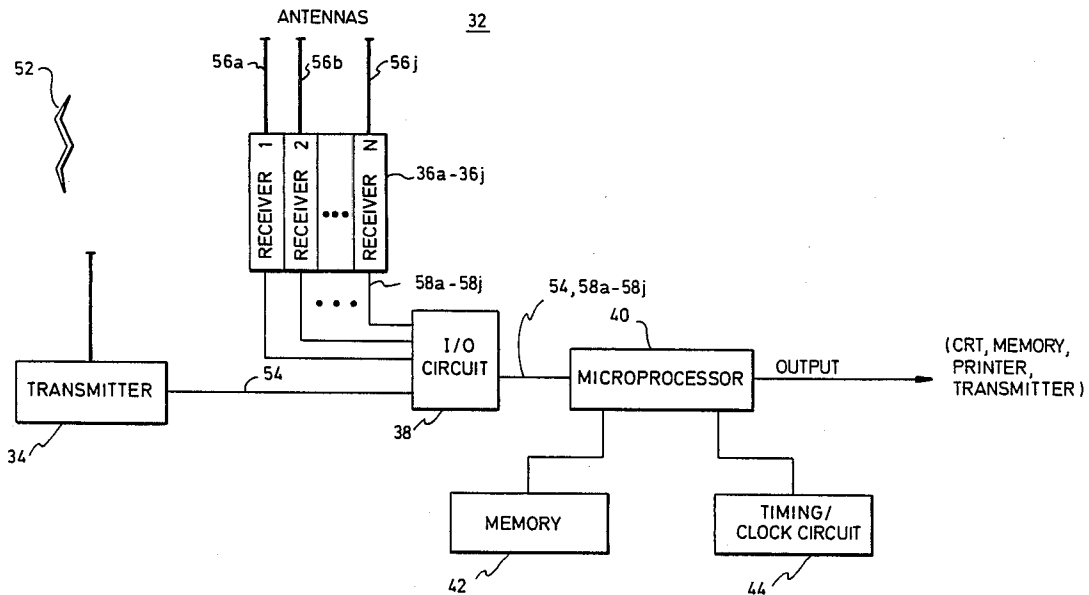 ANTENNAS
32
52
56a
56b
56j
RECEIVER 1
RECEIVER 2
•••
RECEIVER N
36a-36j
58a-58j
•••
54, 58a-58j
40
I/O
CIRCUIT
MICROPROCESSOR
OUTPUT
(CRT, MEMORY,
PRINTER,
TRANSMITTER)
TRANSMITTER
54
34
38
MEMORY
TIMING/
CLOCK CIRCUIT
42
44